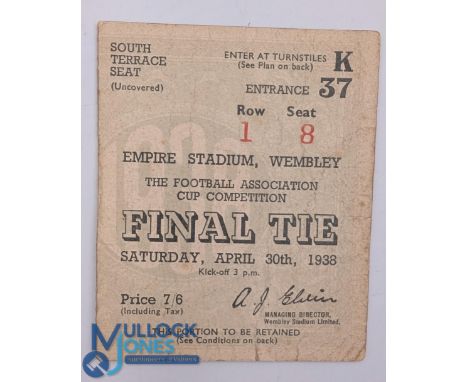 SOUTH
TERRACE
SEAT
(Uncovered)
ENTER AT TURNSTILES K
(See Plan on back)
ENTRANCE 37
Row Seat
1 8
EMPIRE STADIUM, WEMBLEY
THE FOOTBALL ASSOCIATION
CUP COMPETITION
FINAL TIE
SATURDAY, APRIL 30th, 1938
Kick-off 3 p.m.
Price 7/6
(Including Tax)
A. J. Elvin
MANAGING DIRECTOR,
Wembley Stadium Limited.
THIS PORTION TO BE RETAINED
(See Conditions on back)
MULLOCK
JONES